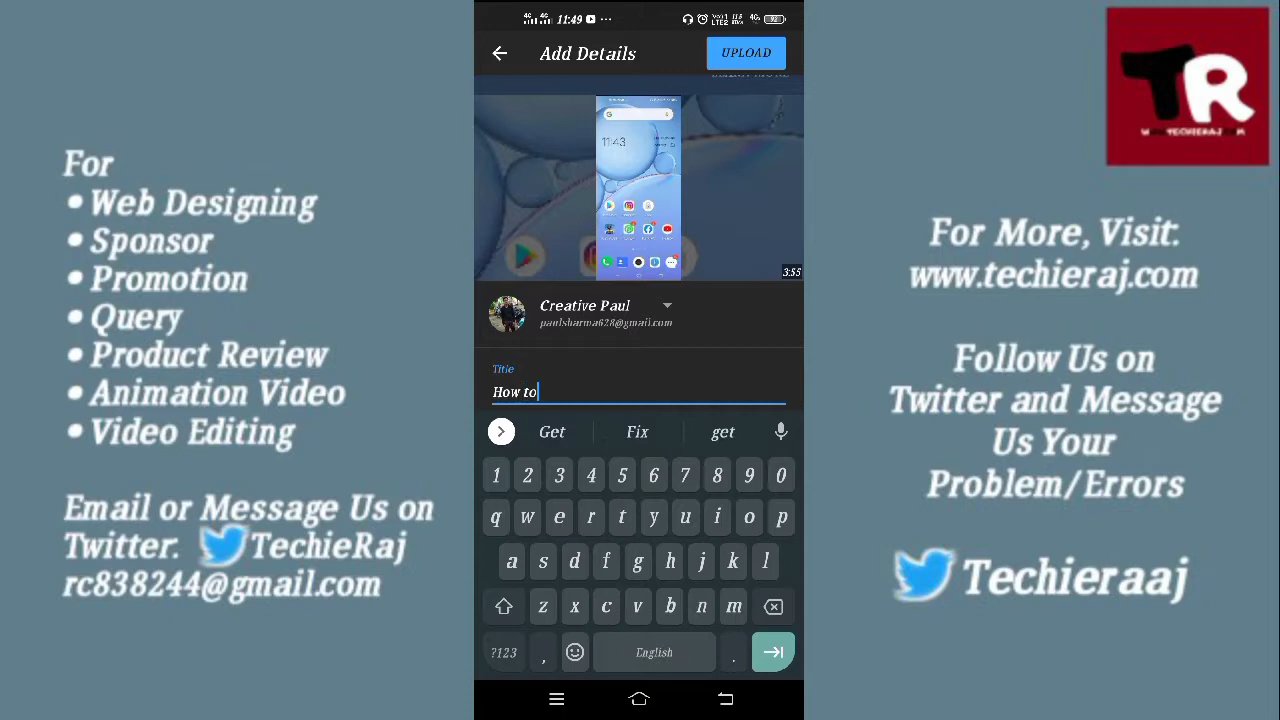 For
• Web Designing
• Sponsor
• Promotion
• Query
• Product Review
• Animation Video
• Video Editing
Email or Message Us on
Twitter. TechieRaj
rc838244@gmail.com
11:49
Add Details
UPLOAD
11:43
3:55
Creative Paul
paulsharma628@gmail.com
Title
How to
Get Fix get
1 2 3 4 5 6 7 8 9 0
q w e r t y u i o p
a s d f g h j k l
z x c v b n m
?123 , English .
TR
For More, Visit:
www.techieraj.com
Follow Us on
Twitter and Message
Us Your
Problem/Errors
Techieraaj